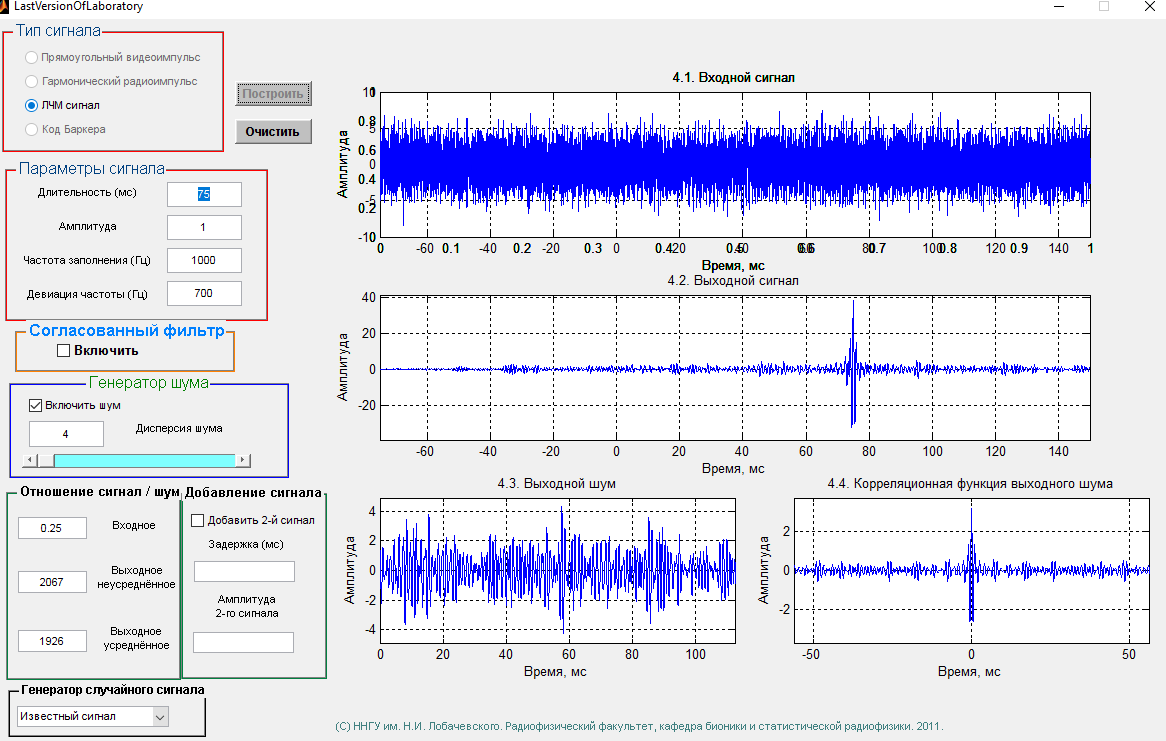 LastVersionOfLaboratory
Тип сигнала
Прямоугольный видеоимпульс
Гармонический радиоимпульс
ЛЧМ сигнал
Код Баркера
Построить
Очистить
Параметры сигнала
Длительность (мс) 75
Амплитуда 1
Частота заполнения (Гц) 1000
Девиация частоты (Гц) 700
Согласованный фильтр
Включить
Генератор шума
Включить шум
4 Дисперсия шума
Отношение сигнал / шум
0.25 Входное
2067 Выходное
неусреднённое
1926 Выходное
усреднённое
Добавление сигнала
Добавить 2-й сигнал
Задержка (мс)
Амплитуда
2-го сигнала
Генератор случайного сигнала
Известный сигнал
4.1. Входной сигнал
Амплитуда
10 1
0.8
5
0.6
0
0.4
-5
0.2
-10
0 -60 0.1 -40 0.2 -20 0.3 0 0.4 20 0.5 40 0.6 60 0.7 80 100 0.8 120 0.9 140 1
Время, мс
4.2. Выходной сигнал
Амплитуда
40
20
0
-20
-60 -40 -20 0 20 40 60 80 100 120 140
Время, мс
4.3. Выходной шум
Амплитуда
4
2
0
-2
-4
0 20 40 60 80 100
Время, мс
4.4. Корреляционная функция выходного шума
Амплитуда
2
0
-2
-50 0 50
Время, мс
(С) ННГУ им. Н.И. Лобачевского. Радиофизический факультет, кафедра бионики и статистической радиофизики. 2011.